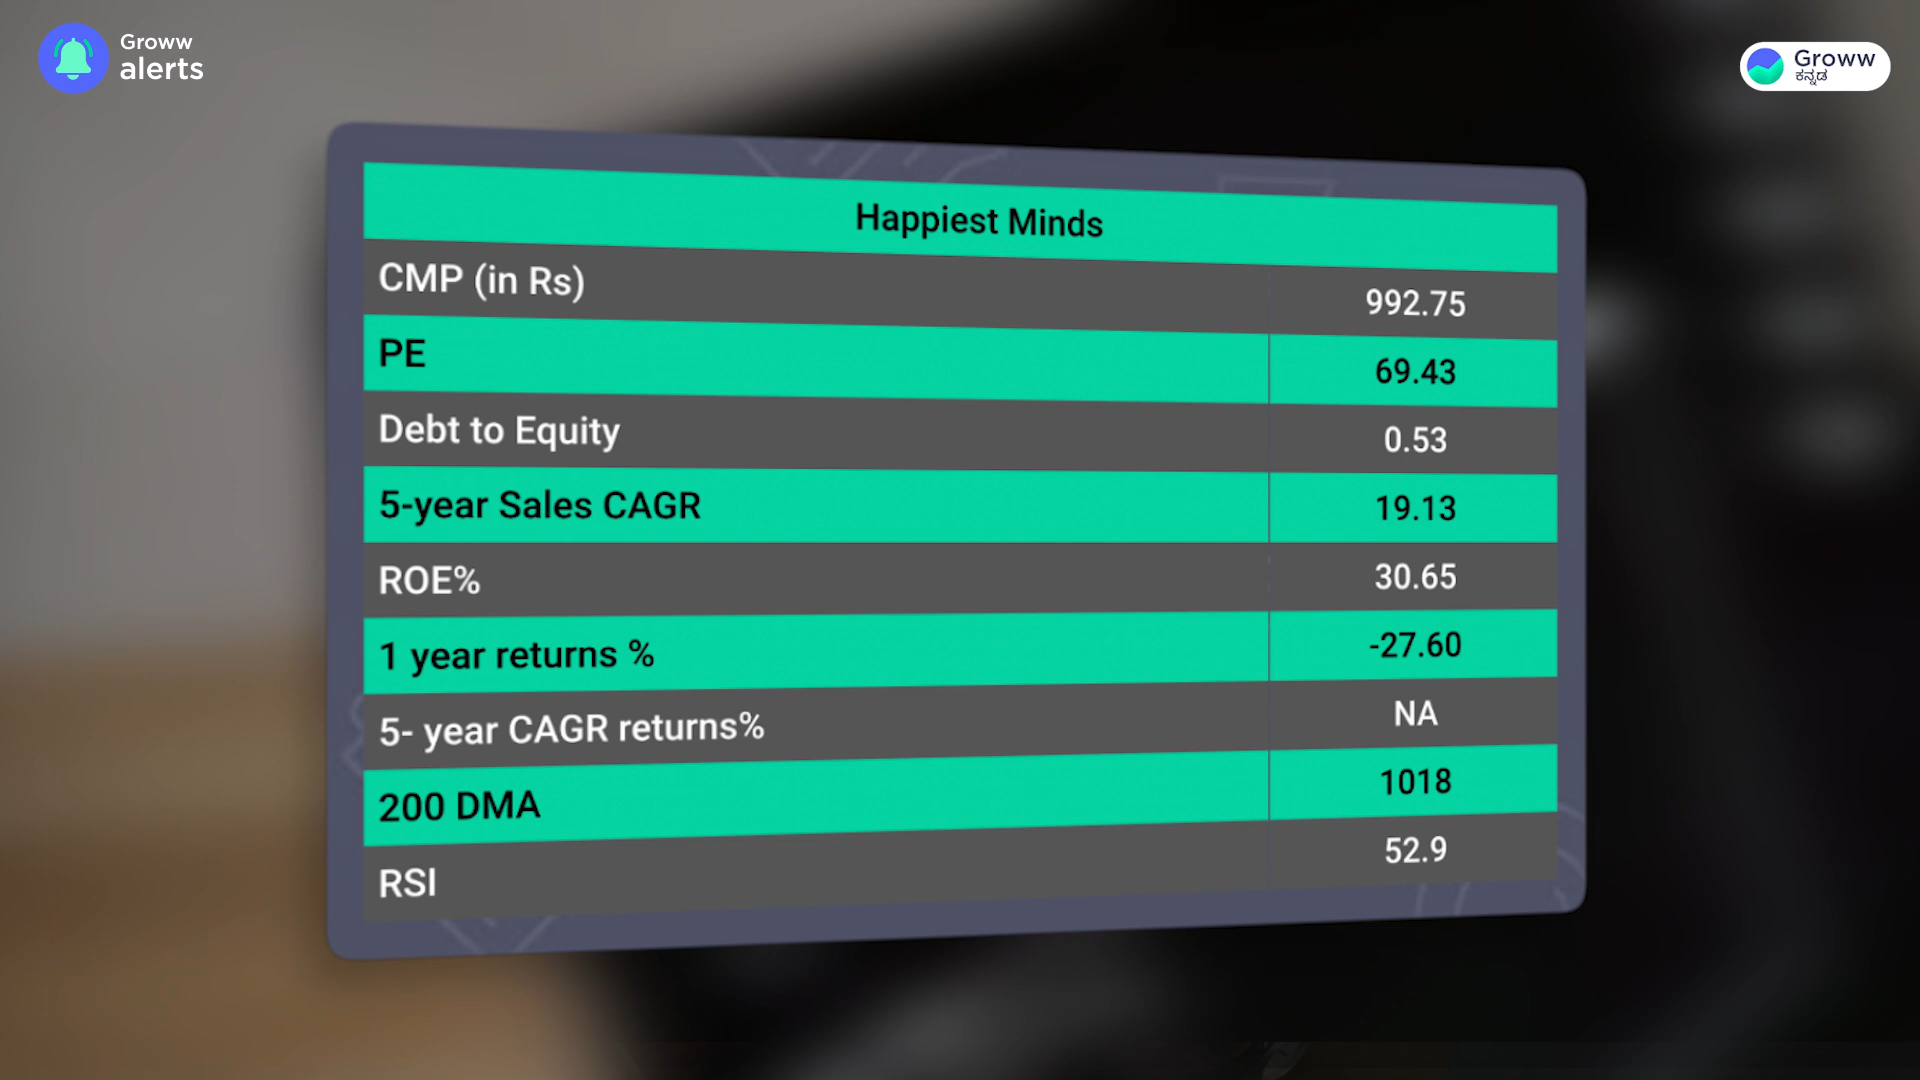 Groww
alerts
Groww
ಕನ್ನಡ
Happiest Minds
CMP (in Rs) 992.75
PE 69.43
Debt to Equity 0.53
5-year Sales CAGR 19.13
ROE% 30.65
1 year returns % -27.60
5- year CAGR returns% NA
200 DMA 1018
RSI 52.9